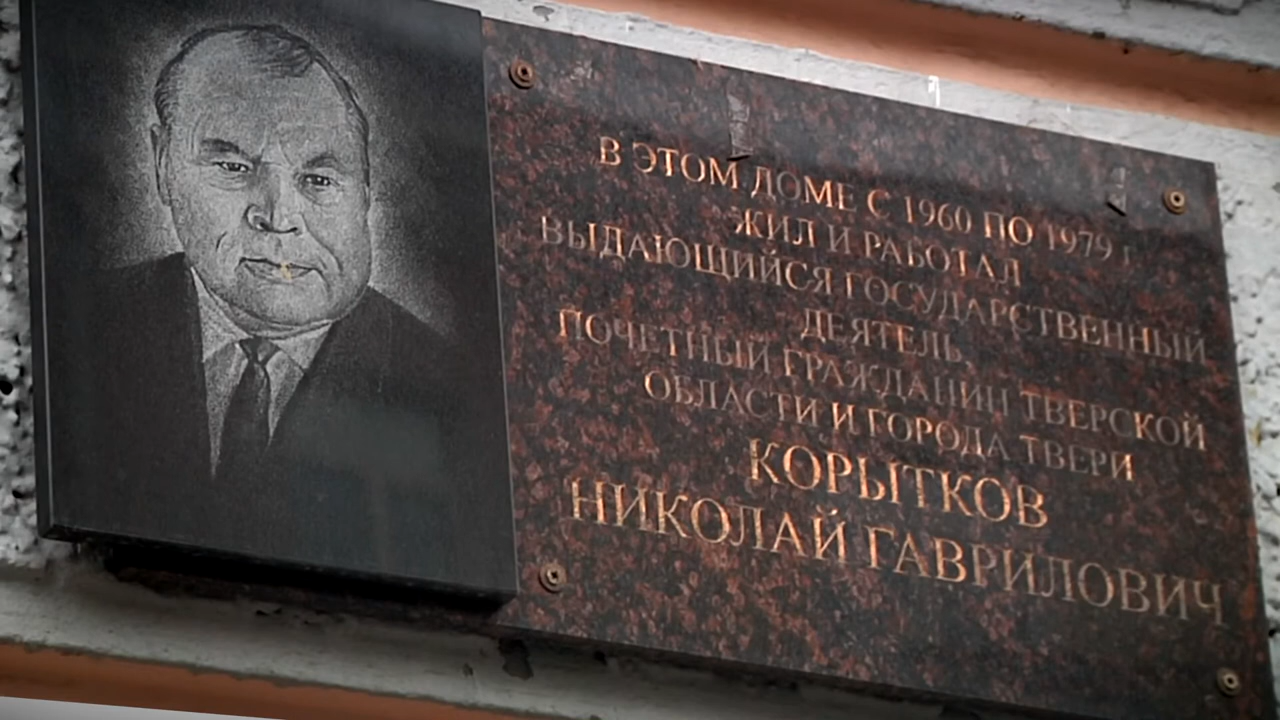 В ЭТОМ ДОМЕ С 1960 ПО 1979 г.
ЖИЛ И РАБОТАЛ
ВЫДАЮЩИЙСЯ ГОСУДАРСТВЕННЫЙ
ДЕЯТЕЛЬ,
ПОЧЕТНЫЙ ГРАЖДАНИН ТВЕРСКОЙ
ОБЛАСТИ И ГОРОДА ТВЕРИ
КОРЫТКОВ
НИКОЛАЙ ГАВРИЛОВИЧ